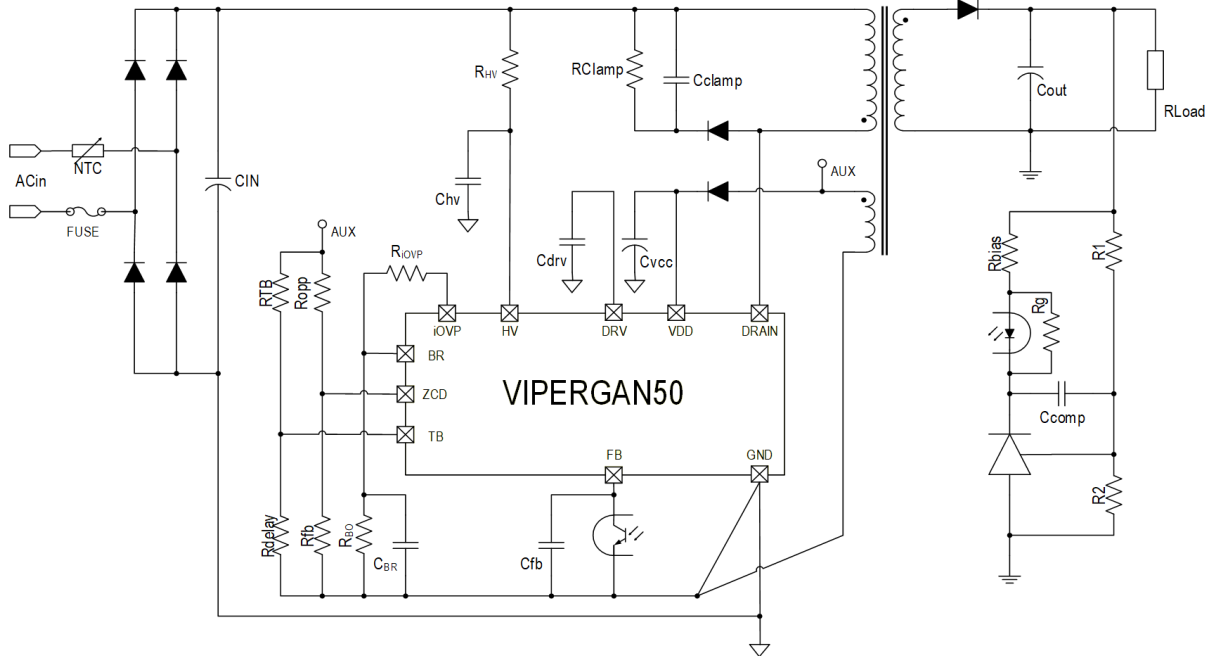 RHV
RClamp
Cclamp
Cout
RLoad
NTC
ACin
CIN
Chv
AUX
FUSE
AUX
RiOVP
Cdrv
Cvcc
Rbias
R1
RTB
Ropp
Rg
iOVP
HV
DRV
VDD
DRAIN
BR
ZCD
VIPERGAN50
TB
Ccomp
FB
GND
R2
Rdelay
Rfb
RBO
CBR
Cfb